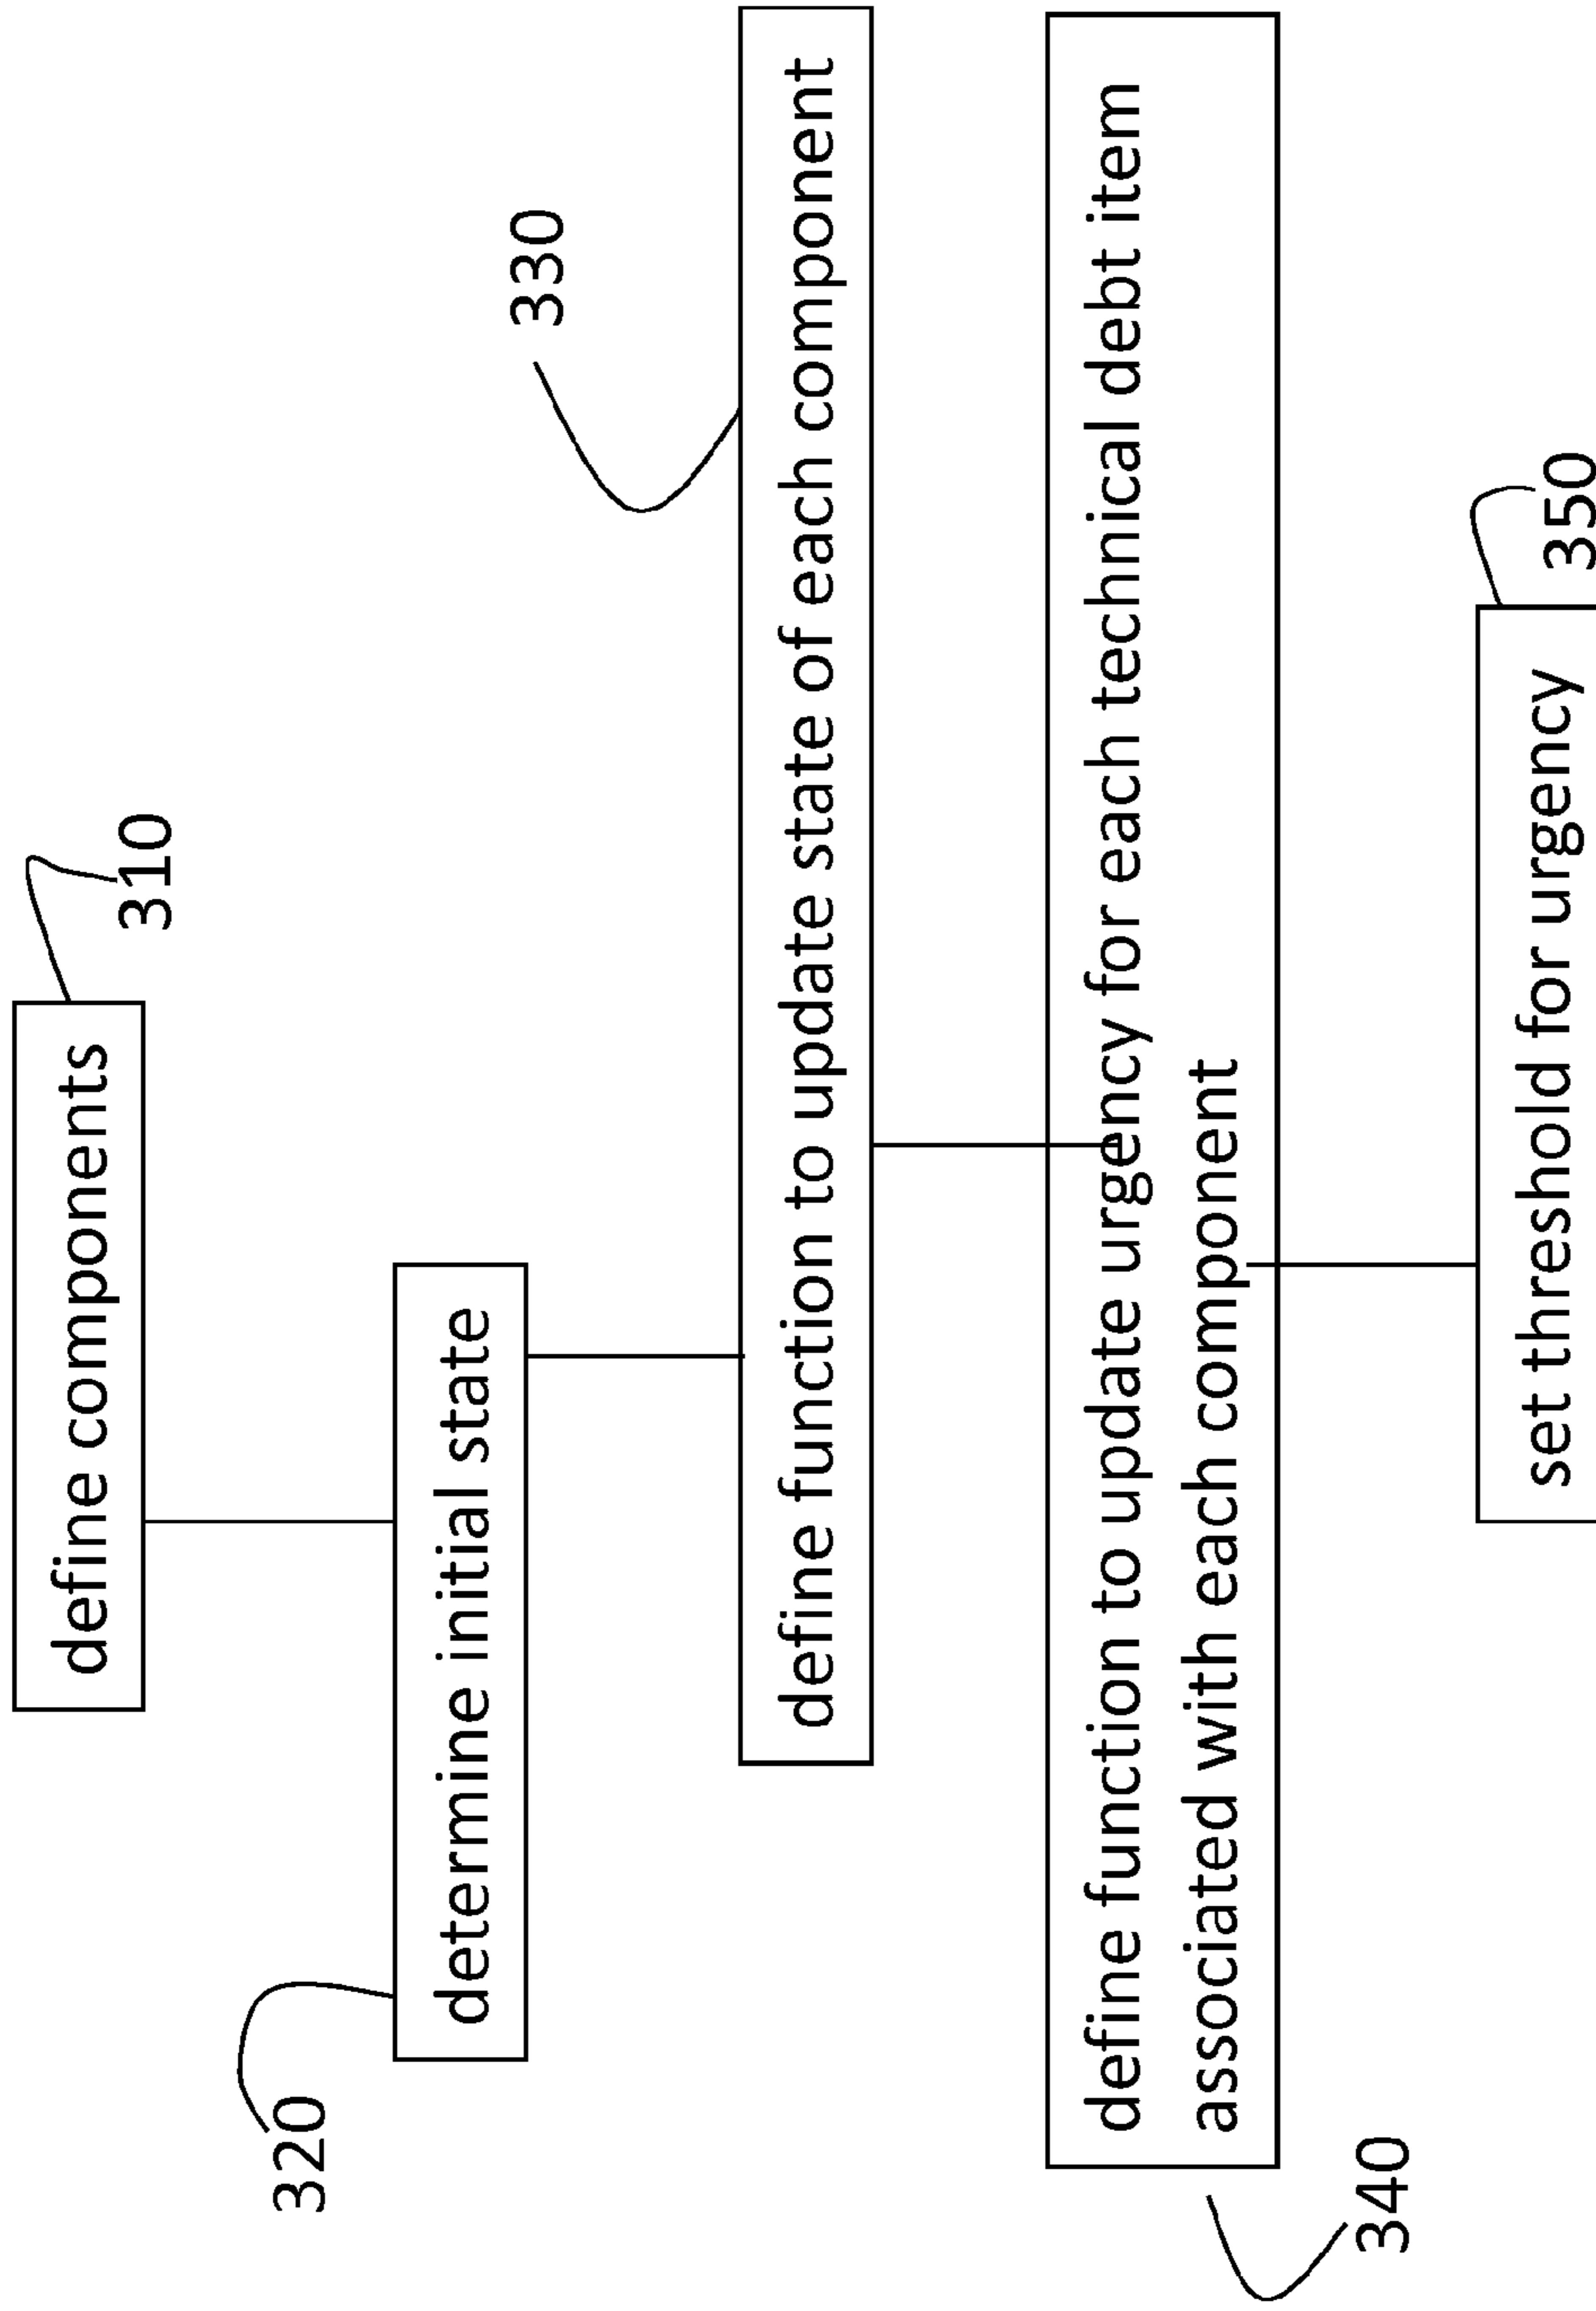 define components
310
320
determine initial state
330
define function to update state of each component
define function to update urgency for each technical debt item
associated with each component
340
set threshold for urgency
350